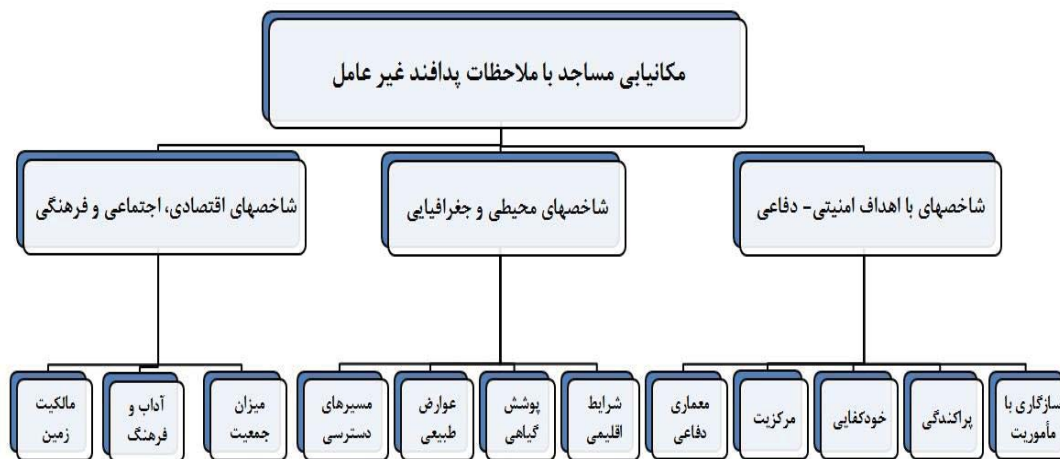 مکانیابی مساجد با ملاحظات پدافند غیر عامل
شاخصهای با اهداف امنیتی- دفاعی
شاخصهای محیطی و جغرافیایی
شاخصهای اقتصادی، اجتماعی و فرهنگی
سازگاری با
مأموریت
پراکندگی
خودکفایی
مرکزیت
معماری
دفاعی
شرایط
اقلیمی
پوشش
گیاهی
عوارض
طبیعی
مسیرهای
دسترسی
میزان
جمعیت
آداب و
فرهنگ
مالکیت
زمین